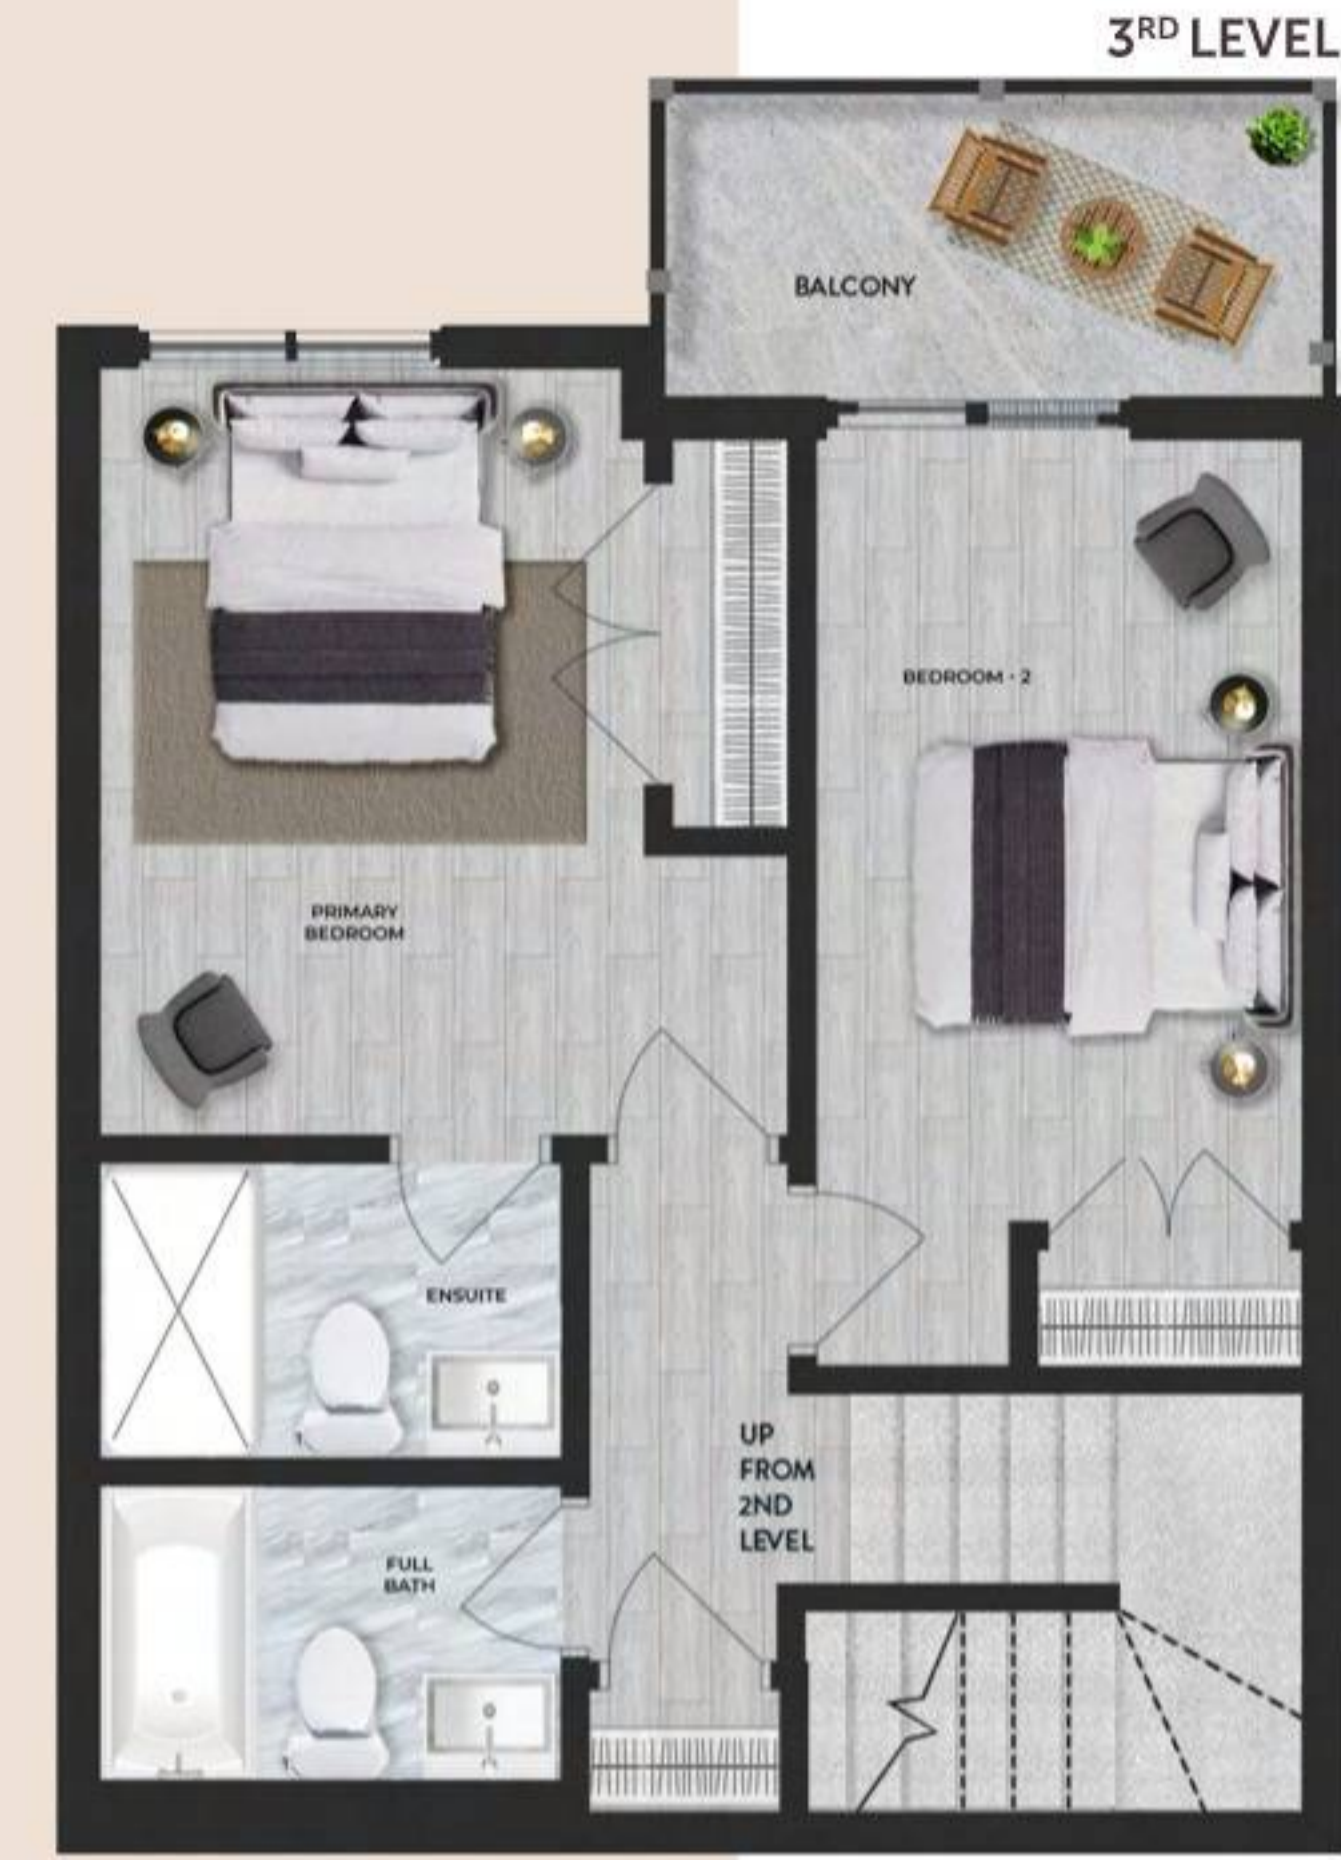 3RD LEVEL
BALCONY
BEDROOM - 2
PRIMARY
BEDROOM
ENSUITE
UP
FROM
2ND
LEVEL
FULL
BATH